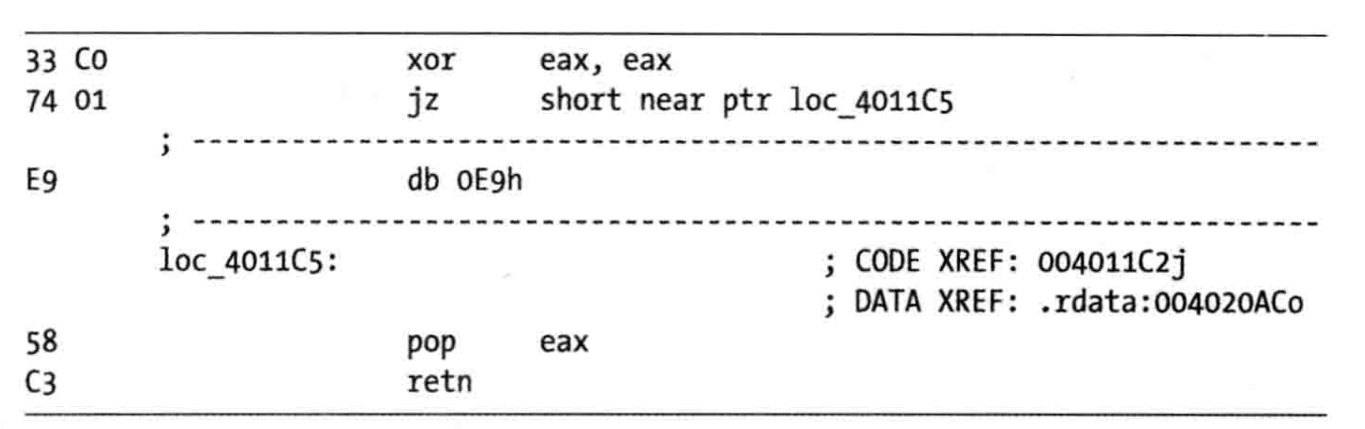 33 C0 xor eax, eax
74 01 jz short near ptr loc_4011C5
; -------------------------------------------------------------------
E9 db 0E9h
; -------------------------------------------------------------------
loc_4011C5: ; CODE XREF: 004011C2j
; DATA XREF: .rdata:004020ACo
58 pop eax
C3 retn